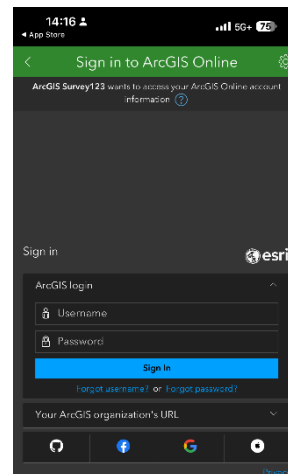 14:16
5G+ 75
App Store
Sign in to ArcGIS Online
ArcGIS Survey123 wants to access your ArcGIS Online account
information ?
Sign in
esri
ArcGIS login
Username
Password
Sign In
Forgot username? or Forgot password?
Your ArcGIS organization's URL
Privacy